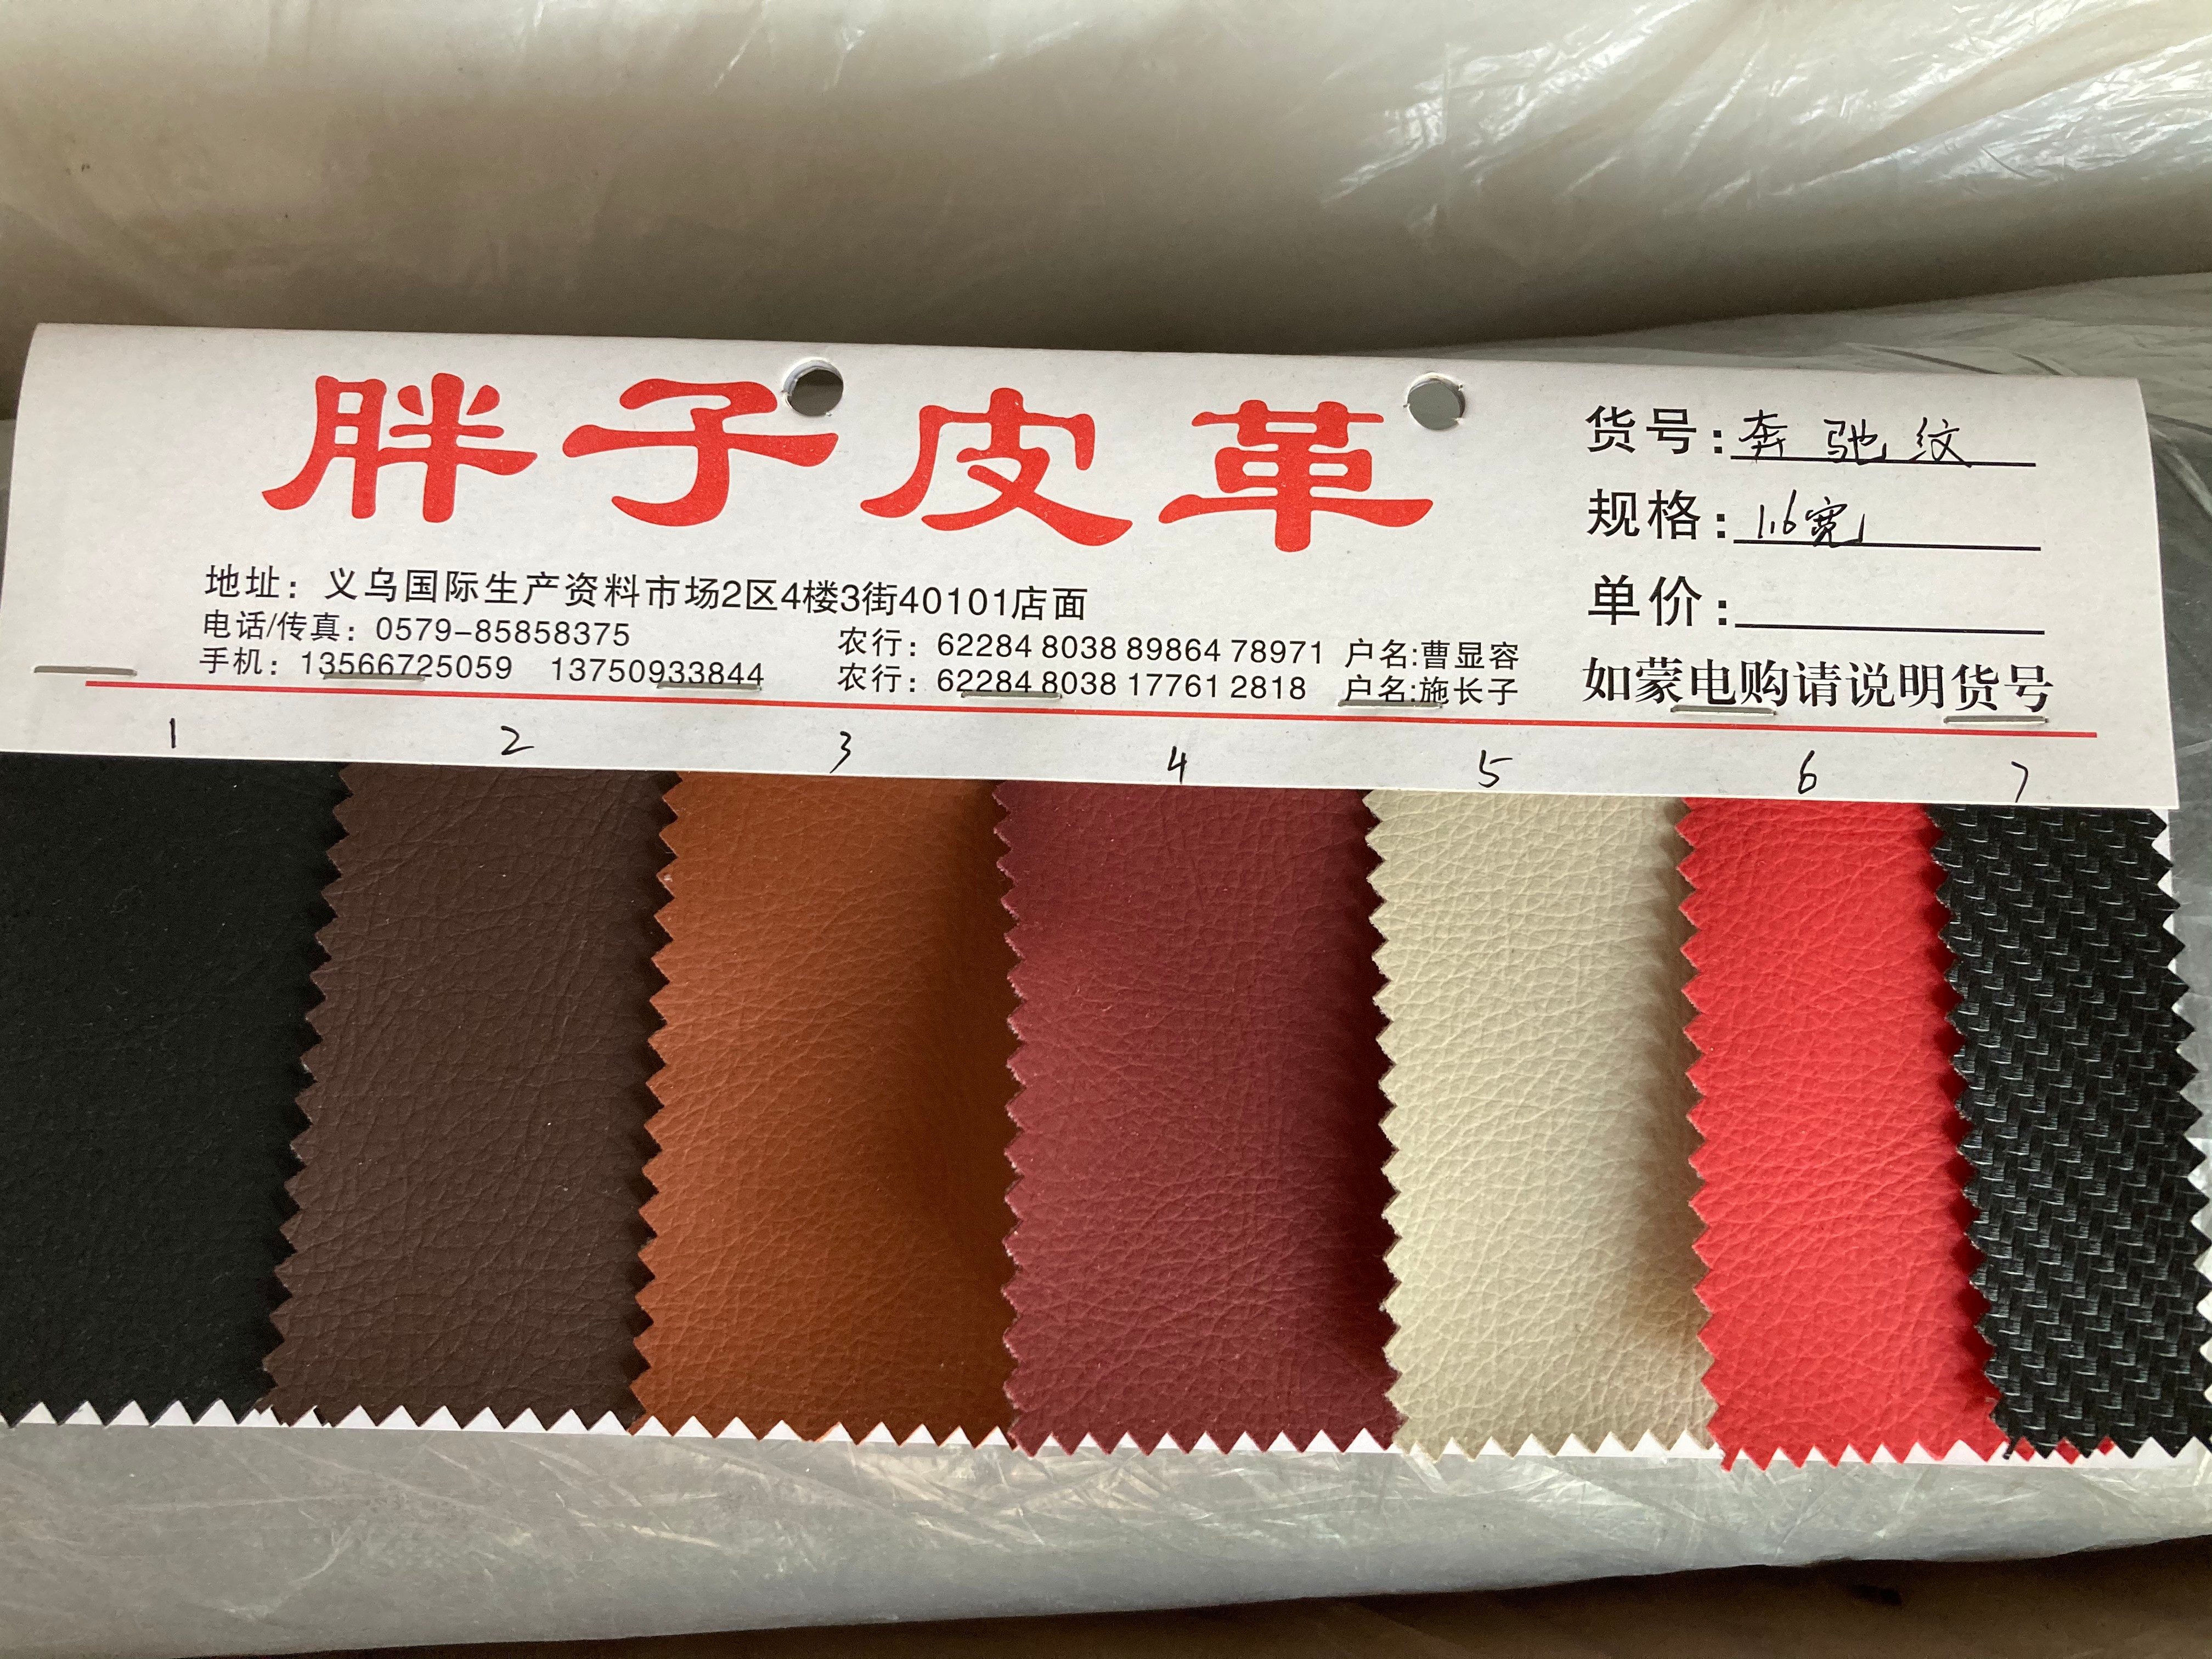 胖子皮革
地址：义乌国际生产资料市场2区4楼3街40101店面
电话/传真：0579-85858375
手机：13566725059 13750933844
农行：62284 8038 89864 78971 户名:曹显容
农行：62284 8038 17761 2818 户名:施长子
货号：奔驰纹
规格：1.6宽
单价：
如蒙电购请说明货号
1 2 3 4 5 6 7